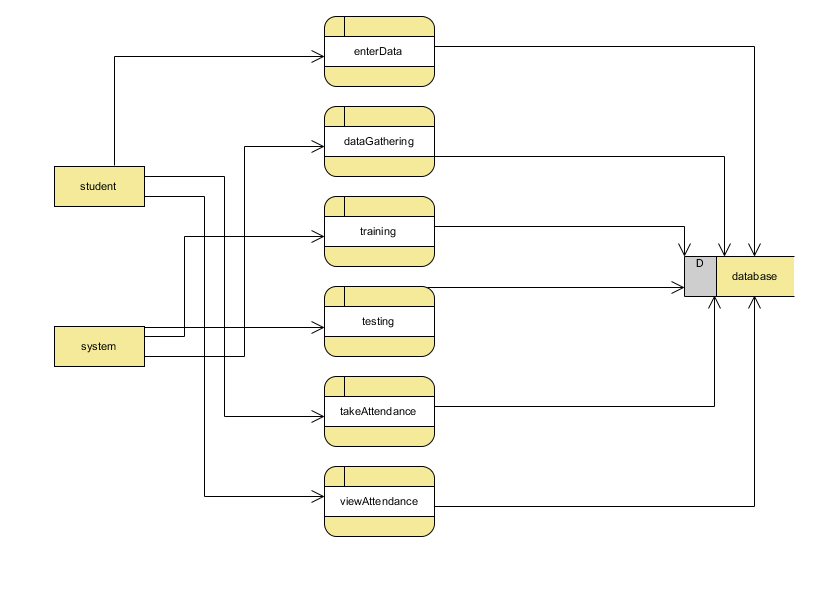 enterData
dataGathering
student
training
D
database
testing
system
takeAttendance
viewAttendance